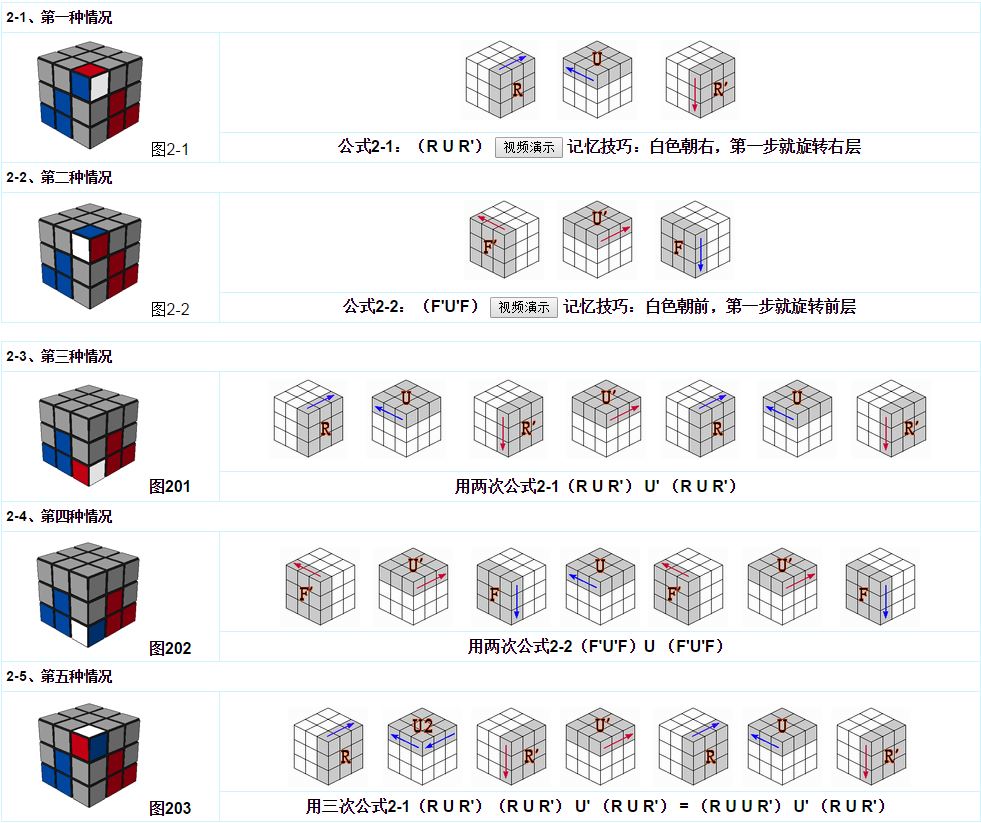 2-1、第一种情况
R U R'
图2-1
公式2-1：（R U R'） 视频演示 记忆技巧：白色朝右，第一步就旋转右层
2-2、第二种情况
F' U' F
图2-2
公式2-2：（F'U'F） 视频演示 记忆技巧：白色朝前，第一步就旋转前层
2-3、第三种情况
R U R' U' R U R'
图201
用两次公式2-1（R U R'） U' （R U R'）
2-4、第四种情况
F' U' F U F' U' F
图202
用两次公式2-2（F'U'F）U （F'U'F）
2-5、第五种情况
R U2 R' U' R U R'
图203
用三次公式2-1（R U R'）（R U R'） U' （R U R'） = （R U U R'） U' （R U R'）